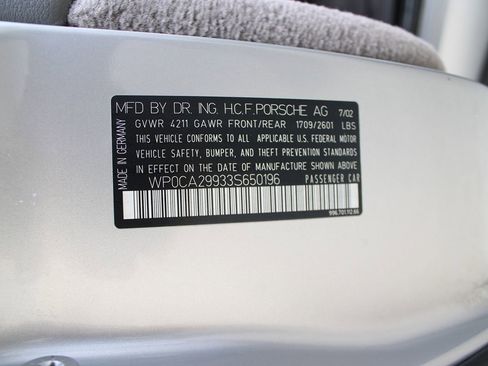 MFD BY DR. ING. H.C.F. PORSCHE AG 7/02
GVWR 4211 GAWR FRONT/REAR 1709/2601 LBS
THIS VEHICLE CONFORMS TO ALL APPLICABLE U.S. FEDERAL MOTOR
VEHICLE SAFETY, BUMPER, AND THEFT PREVENTION STANDARDS
IN EFFECT ON THE DATE OF MANUFACTURE SHOWN ABOVE
WP0CA29933S650196 PASSENGER CAR
996.701.112.66
MADE IN GERMANY